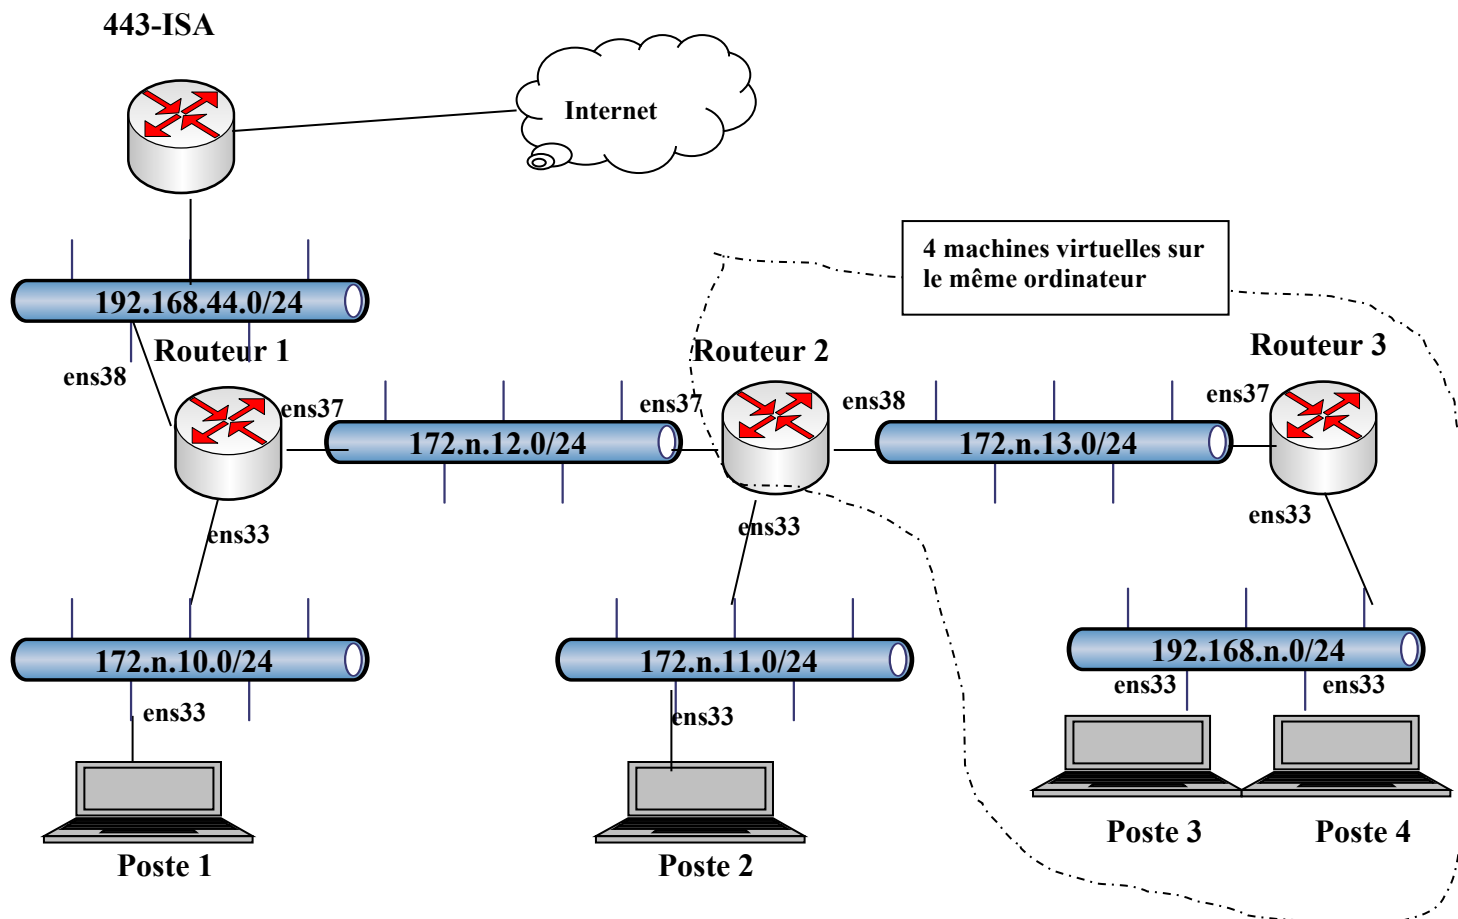 443-ISA
Internet
4 machines virtuelles sur
le même ordinateur
192.168.44.0/24
Routeur 1
Routeur 2
Routeur 3
ens38
ens37
ens37
ens38
ens37
172.n.12.0/24
172.n.13.0/24
ens33
ens33
ens33
172.n.10.0/24
172.n.11.0/24
192.168.n.0/24
ens33
ens33
ens33
ens33
Poste 1
Poste 2
Poste 3
Poste 4